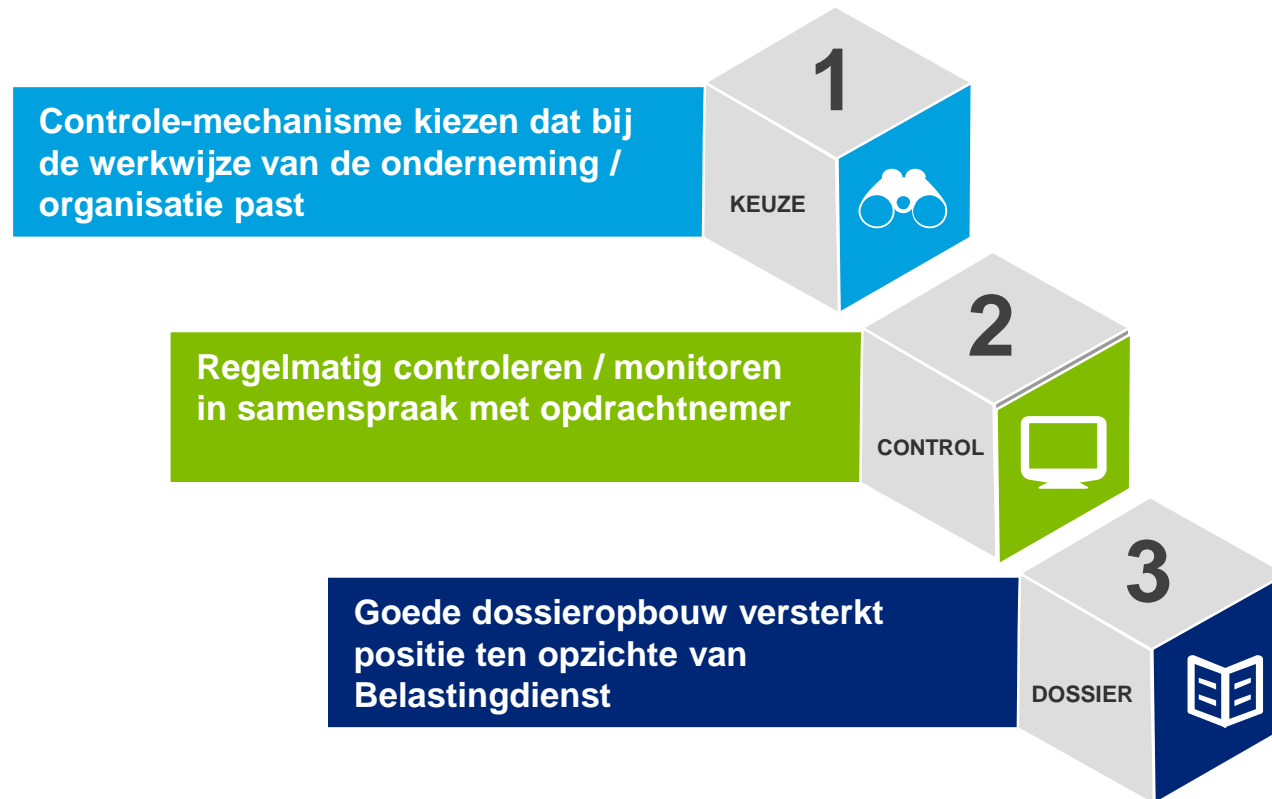 1
Controle-mechanisme kiezen dat bij
de werkwijze van de onderneming /
organisatie past
KEUZE
2
Regelmatig controleren / monitoren
in samenspraak met opdrachtnemer
CONTROL
3
Goede dossieropbouw versterkt
positie ten opzichte van
Belastingdienst
DOSSIER